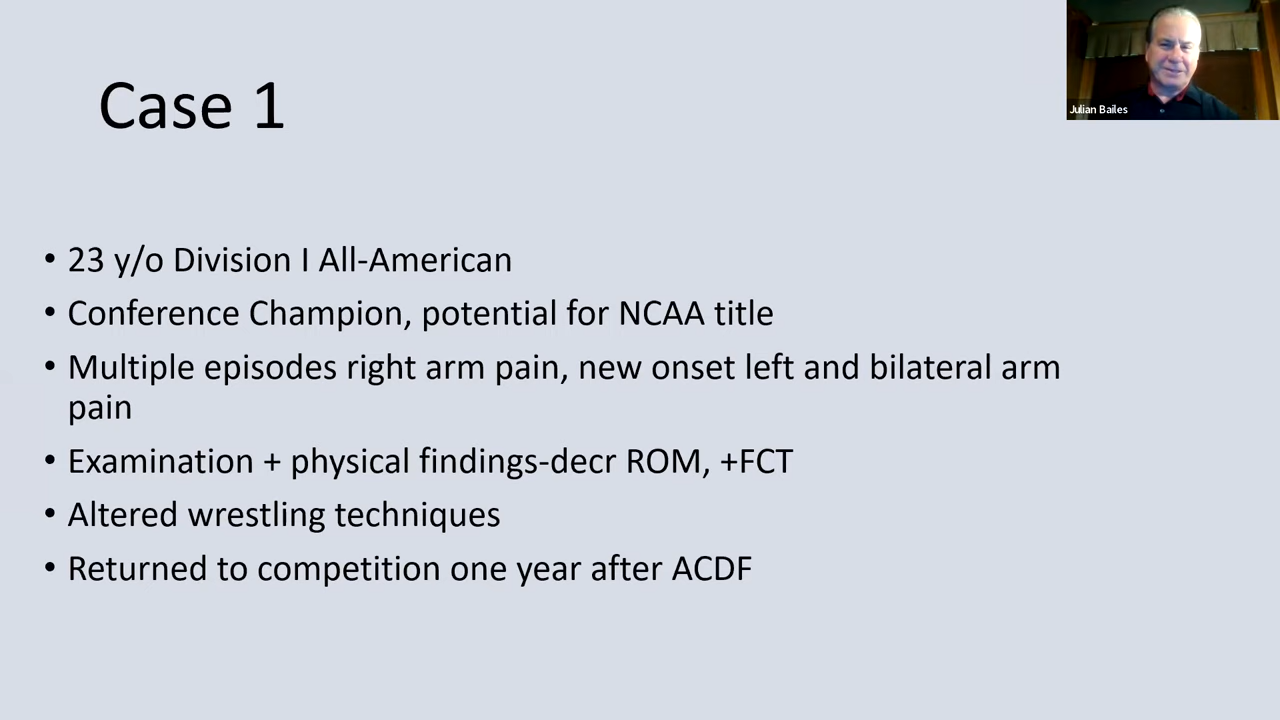 Case 1
Julian Bailes
• 23 y/o Division I All-American
• Conference Champion, potential for NCAA title
• Multiple episodes right arm pain, new onset left and bilateral arm
pain
• Examination + physical findings-decr ROM, +FCT
• Altered wrestling techniques
• Returned to competition one year after ACDF